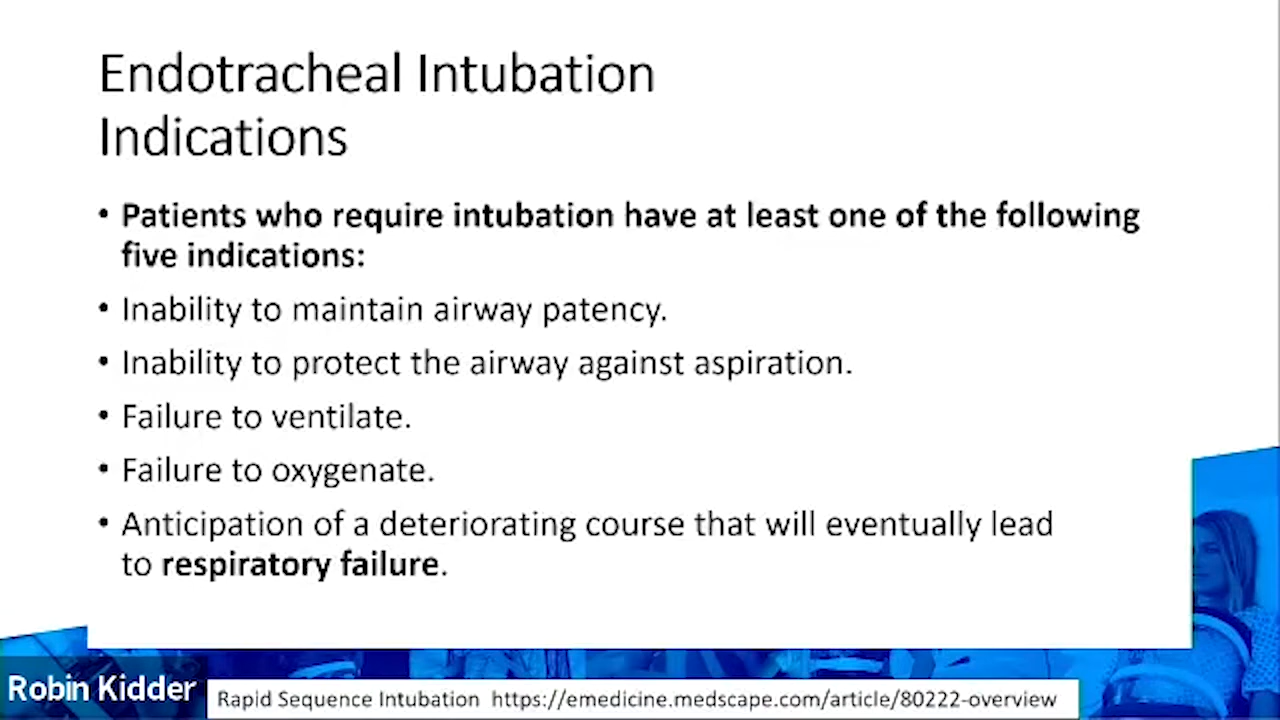 Endotracheal Intubation
Indications
• Patients who require intubation have at least one of the following
five indications:
• Inability to maintain airway patency.
• Inability to protect the airway against aspiration.
• Failure to ventilate.
• Failure to oxygenate.
• Anticipation of a deteriorating course that will eventually lead
to respiratory failure.
Robin Kidder
Rapid Sequence Intubation https://emedicine.medscape.com/article/80222-overview